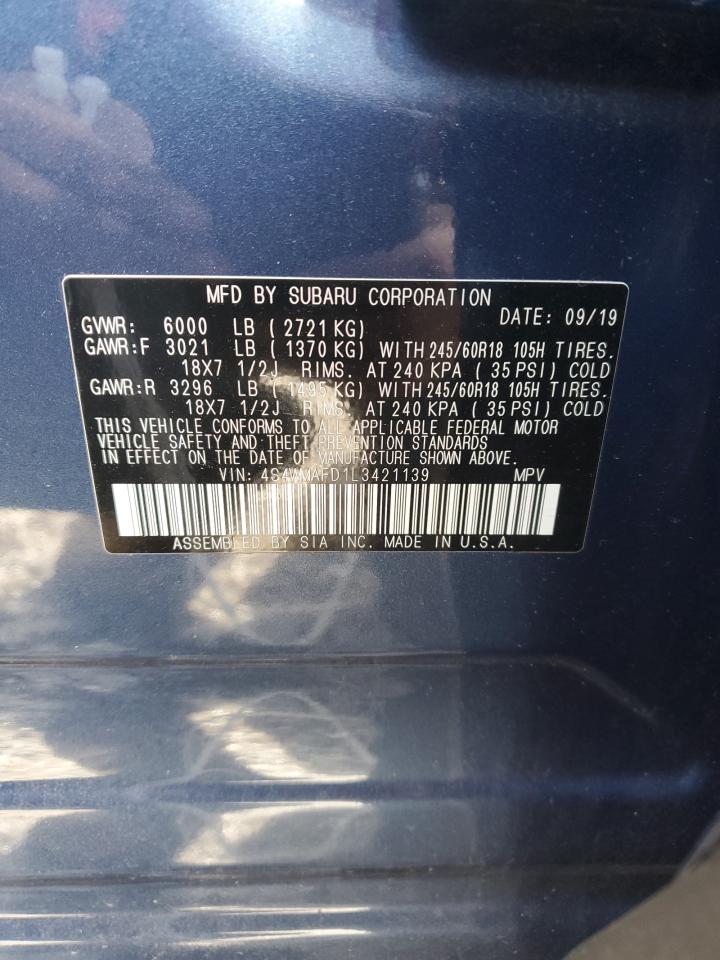 MFD BY SUBARU CORPORATION
DATE: 09/19
GVWR: 6000 LB ( 2721 KG)
GAWR:F 3021 LB ( 1370 KG) WITH 245/60R18 105H TIRES.
18X7 1/2J RIMS. AT 240 KPA ( 35 PSI) COLD
GAWR:R 3296 LB ( 1495 KG) WITH 245/60R18 105H TIRES.
18X7 1/2J RIMS. AT 240 KPA ( 35 PSI) COLD
THIS VEHICLE CONFORMS TO ALL APPLICABLE FEDERAL MOTOR
VEHICLE SAFETY AND THEFT PREVENTION STANDARDS
IN EFFECT ON THE DATE OF MANUFACTURE SHOWN ABOVE.
VIN: 4S4WMAFD1L3421139 MPV
ASSEMBLED BY SIA INC. MADE IN U.S.A.